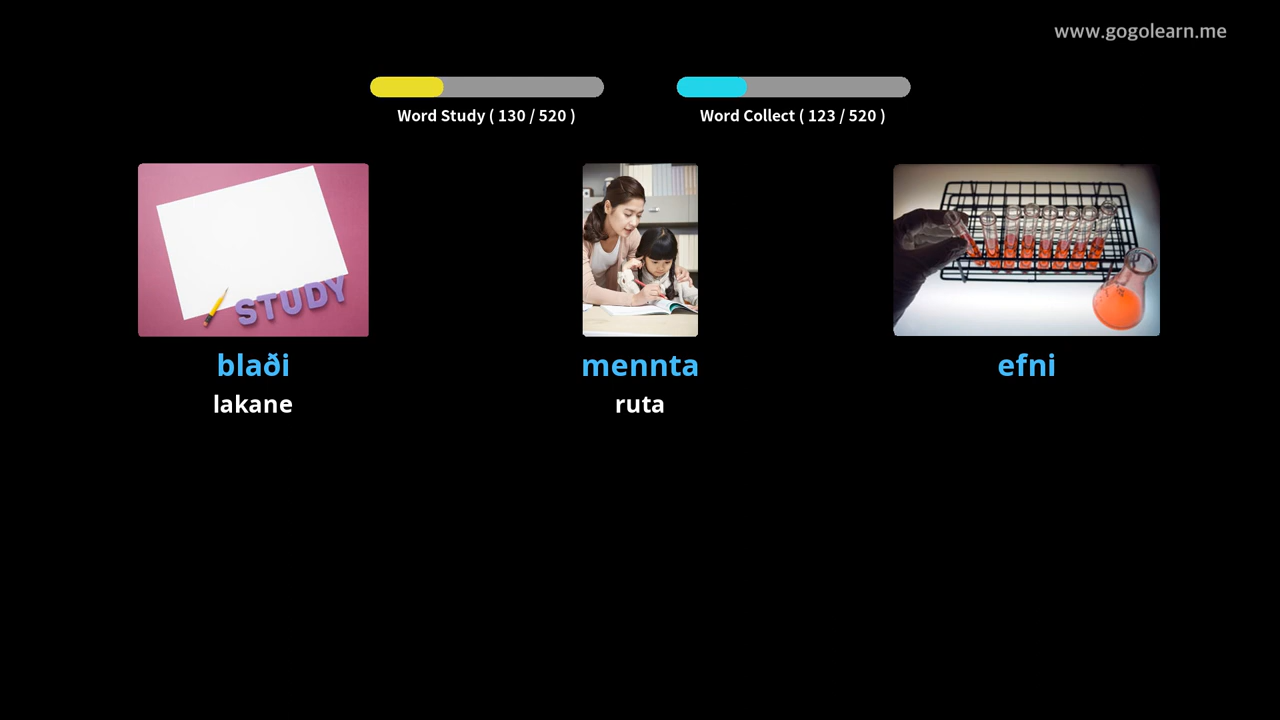 www.gogolearn.me
Word Study ( 130 / 520 )
Word Collect ( 123 / 520 )
STUDY
blaði
mennta
efni
lakane
ruta